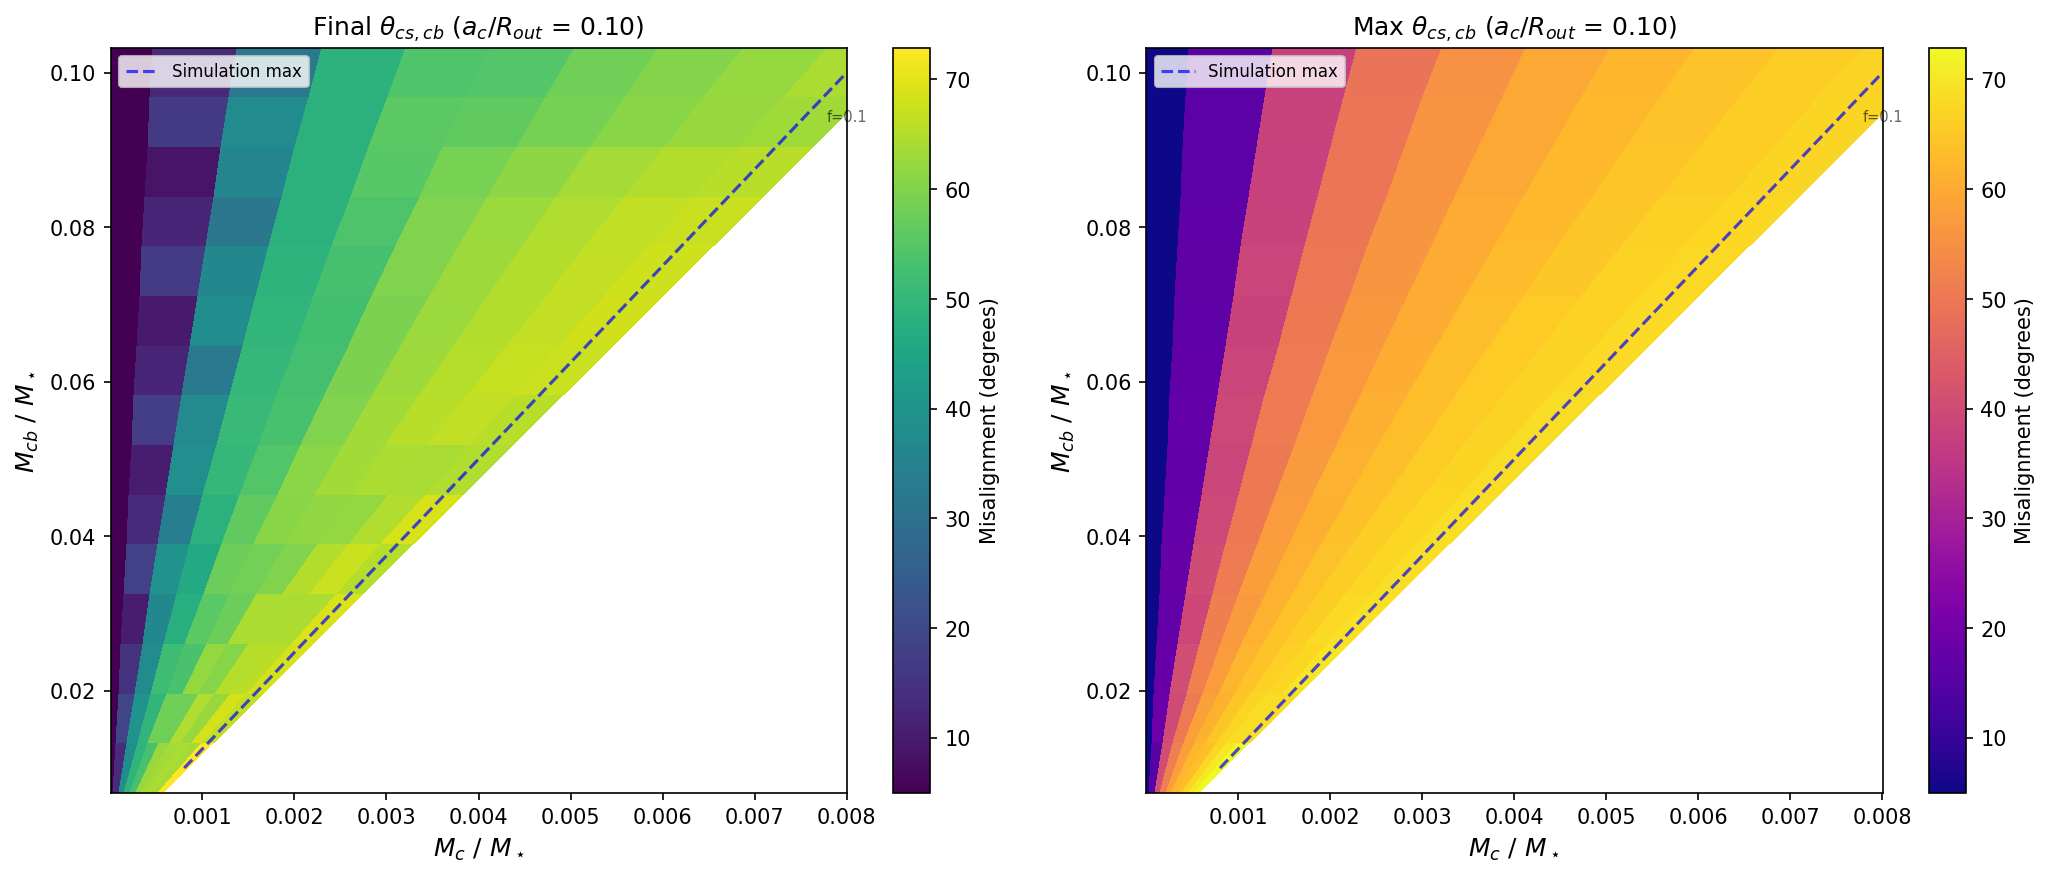 Final θcs,cb (ac/Rout = 0.10)
Simulation max
f=0.1
Mcb / M⋆
0.10
0.08
0.06
0.04
0.02
0.001 0.002 0.003 0.004 0.005 0.006 0.007 0.008
Mc / M⋆
70
60
50
40
30
20
10
Misalignment (degrees)
Max θcs,cb (ac/Rout = 0.10)
Simulation max
f=0.1
Mcb / M⋆
0.10
0.08
0.06
0.04
0.02
0.001 0.002 0.003 0.004 0.005 0.006 0.007 0.008
Mc / M⋆
70
60
50
40
30
20
10
Misalignment (degrees)